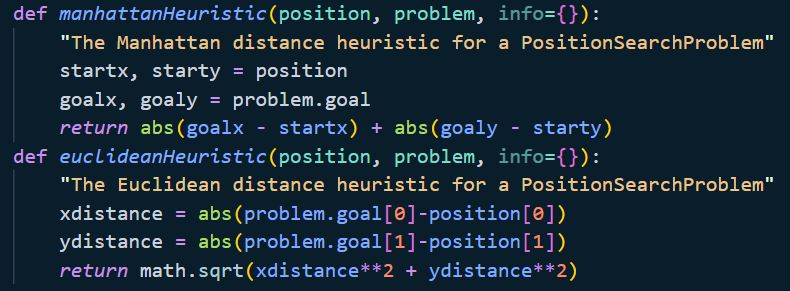 def manhattanHeuristic(position, problem, info={}):
    "The Manhattan distance heuristic for a PositionSearchProblem"
    startx, starty = position
    goalx, goaly = problem.goal
    return abs(goalx - startx) + abs(goaly - starty)
def euclideanHeuristic(position, problem, info={}):
    "The Euclidean distance heuristic for a PositionSearchProblem"
    xdistance = abs(problem.goal[0]-position[0])
    ydistance = abs(problem.goal[1]-position[1])
    return math.sqrt(xdistance**2 + ydistance**2)